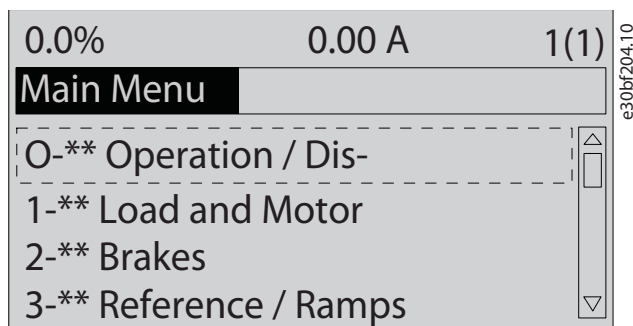 0.0% 0.00 A 1(1)
Main Menu
O-** Operation / Dis-
1-** Load and Motor
2-** Brakes
3-** Reference / Ramps
e30bf204.10